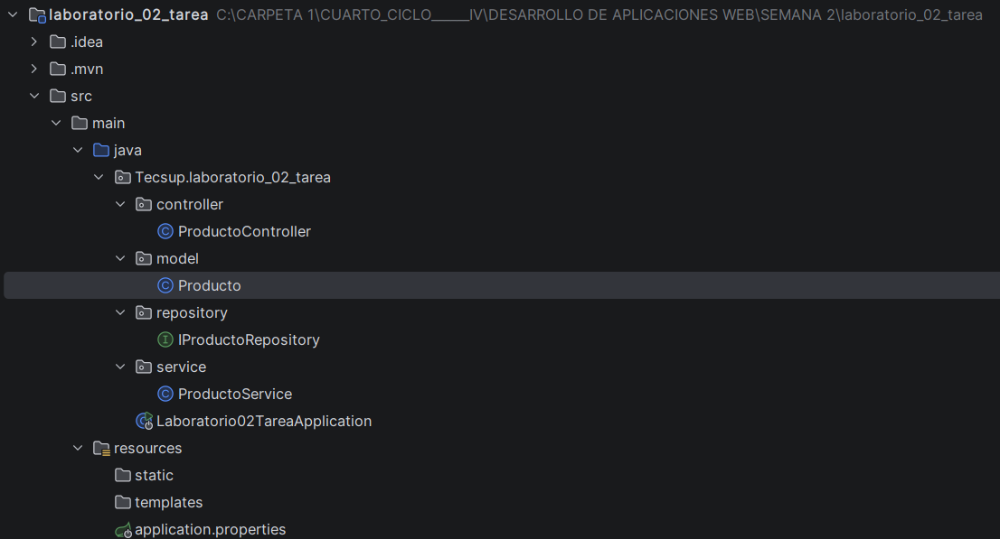 laboratorio_02_tarea C:\CARPETA 1\CUARTO_CICLO_____IV\DESARROLLO DE APLICACIONES WEB\SEMANA 2\laboratorio_02_tarea
.idea
.mvn
src
main
java
Tecsup.laboratorio_02_tarea
controller
ProductoController
model
Producto
repository
IProductoRepository
service
ProductoService
Laboratorio02TareaApplication
resources
static
templates
application.properties